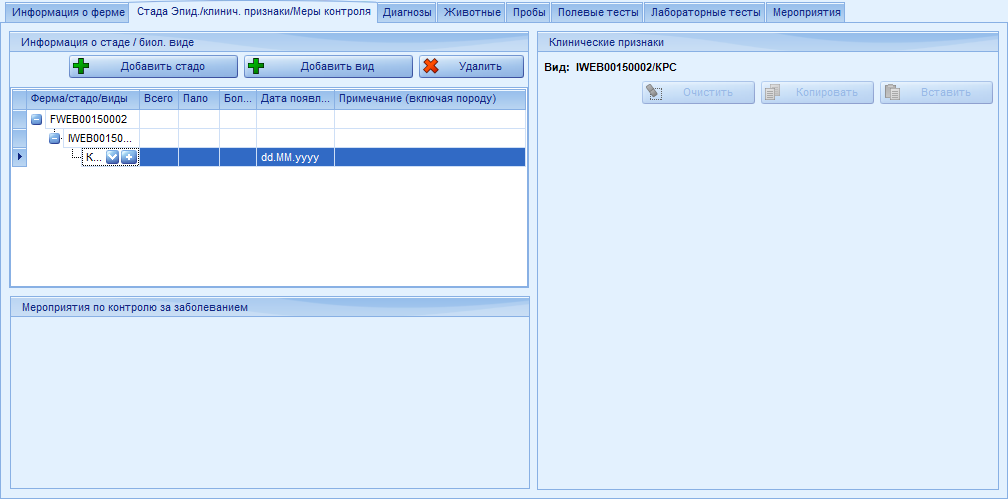 Информация о ферме Стада Эпид./клинич. признаки/Меры контроля Диагнозы Животные Пробы Полевые тесты Лабораторные тесты Мероприятия
Информация о стаде / биол. виде
Добавить стадо Добавить вид Удалить
Ферма/стадо/виды Всего Пало Бол... Дата появл... Примечание (включая породу)
FWEB00150002
IWEB00150...
К... dd.MM.yyyy
Мероприятия по контролю за заболеванием
Клинические признаки
Вид: IWEB00150002/КРС
Очистить Копировать Вставить